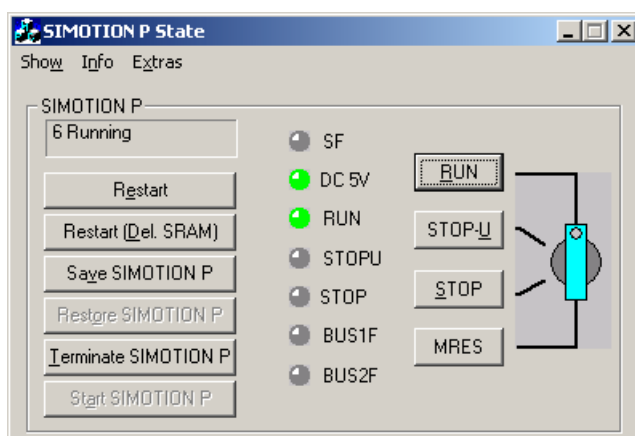 SIMOTION P State
Show Info Extras
SIMOTION P
6 Running
Restart
Restart (Del. SRAM)
Save SIMOTION P
Restore SIMOTION P
Terminate SIMOTION P
Start SIMOTION P
SF
DC 5V
RUN
STOPU
STOP
BUS1F
BUS2F
RUN
STOP-U
STOP
MRES